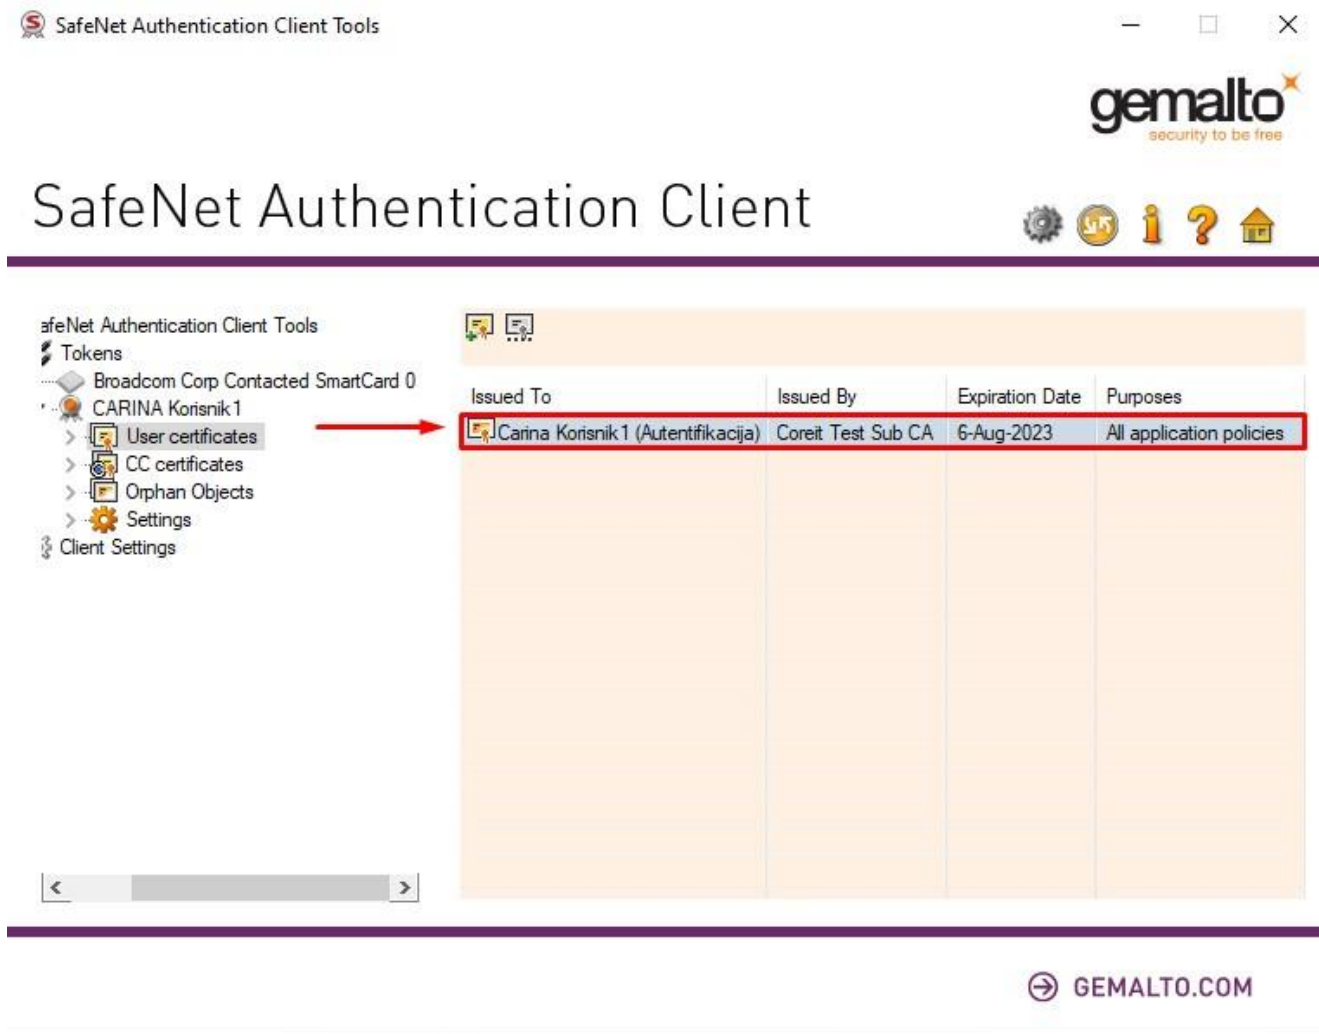 SafeNet Authentication Client Tools
gemalto
security to be free
SafeNet Authentication Client
afeNet Authentication Client Tools
Tokens
Broadcom Corp Contacted SmartCard 0
CARINA Korisnik1
User certificates
CC certificates
Orphan Objects
Settings
Client Settings
Issued To Issued By Expiration Date Purposes
Carina Korisnik1 (Autentifikacija) Coreit Test Sub CA 6-Aug-2023 All application policies
GEMALTO.COM